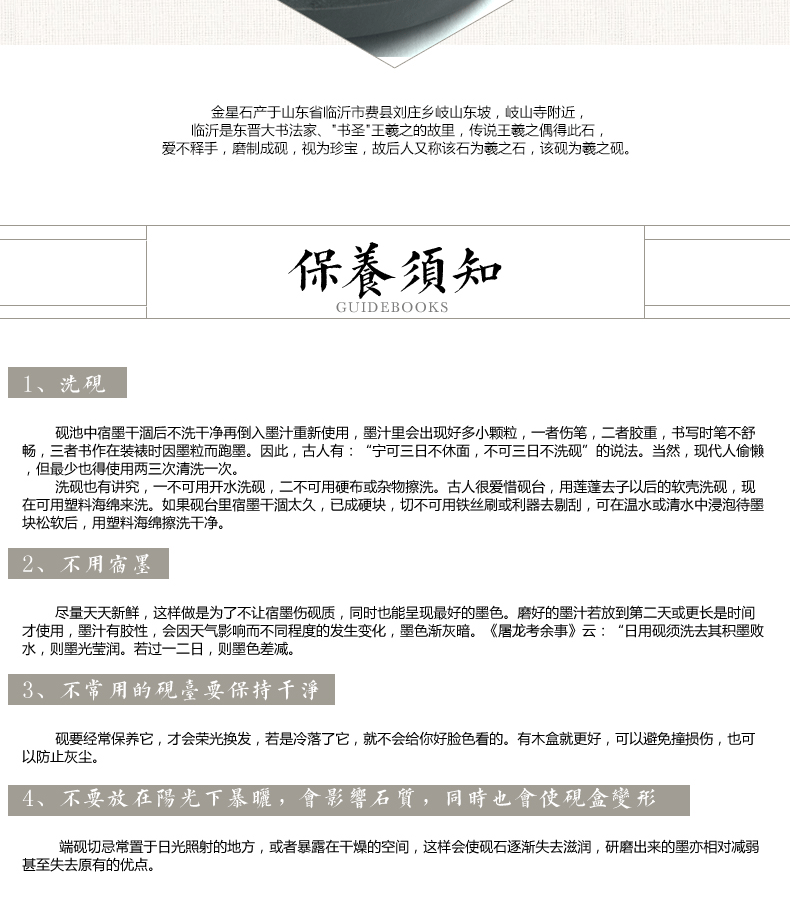 金星石产于山东省临沂市费县刘庄乡岐山东坡，岐山寺附近，
临沂是东晋大书法家、"书圣"王羲之的故里，传说王羲之偶得此石，
爱不释手，磨制成砚，视为珍宝，故后人又称该石为羲之石，该砚为羲之砚。
保養須知
GUIDEBOOKS
1、洗硯
砚池中宿墨干涸后不洗干净再倒入墨汁重新使用，墨汁里会出现好多小颗粒，一者伤笔，二者胶重，书写时笔不舒
畅，三者书作在装裱时因墨粒而跑墨。因此，古人有：“宁可三日不休面，不可三日不洗砚”的说法。当然，现代人偷懒
，但最少也得使用两三次清洗一次。
洗砚也有讲究，一不可用开水洗砚，二不可用硬布或杂物擦洗。古人很爱惜砚台，用莲蓬去子以后的软壳洗砚，现
在可用塑料海绵来洗。如果砚台里宿墨干涸太久，已成硬块，切不可用铁丝刷或利器去剔刮，可在温水或清水中浸泡待墨
块松软后，用塑料海绵擦洗干净。
2、不用宿墨
尽量天天新鲜，这样做是为了不让宿墨伤砚质，同时也能呈现最好的墨色。磨好的墨汁若放到第二天或更长是时间
才使用，墨汁有胶性，会因天气影响而不同程度的发生变化，墨色渐灰暗。《屠龙考余事》云：“日用砚须洗去其积墨败
水，则墨光莹润。若过一二日，则墨色差减。
3、不常用的硯臺要保持干淨
砚要经常保养它，才会荣光换发，若是冷落了它，就不会给你好脸色看的。有木盒就更好，可以避免撞损伤，也可
以防止灰尘。
4、不要放在陽光下暴曬，會影響石質，同時也會使硯盒變形
端砚切忌常置于日光照射的地方，或者暴露在干燥的空间，这样会使砚石逐渐失去滋润，研磨出来的墨亦相对减弱
甚至失去原有的优点。